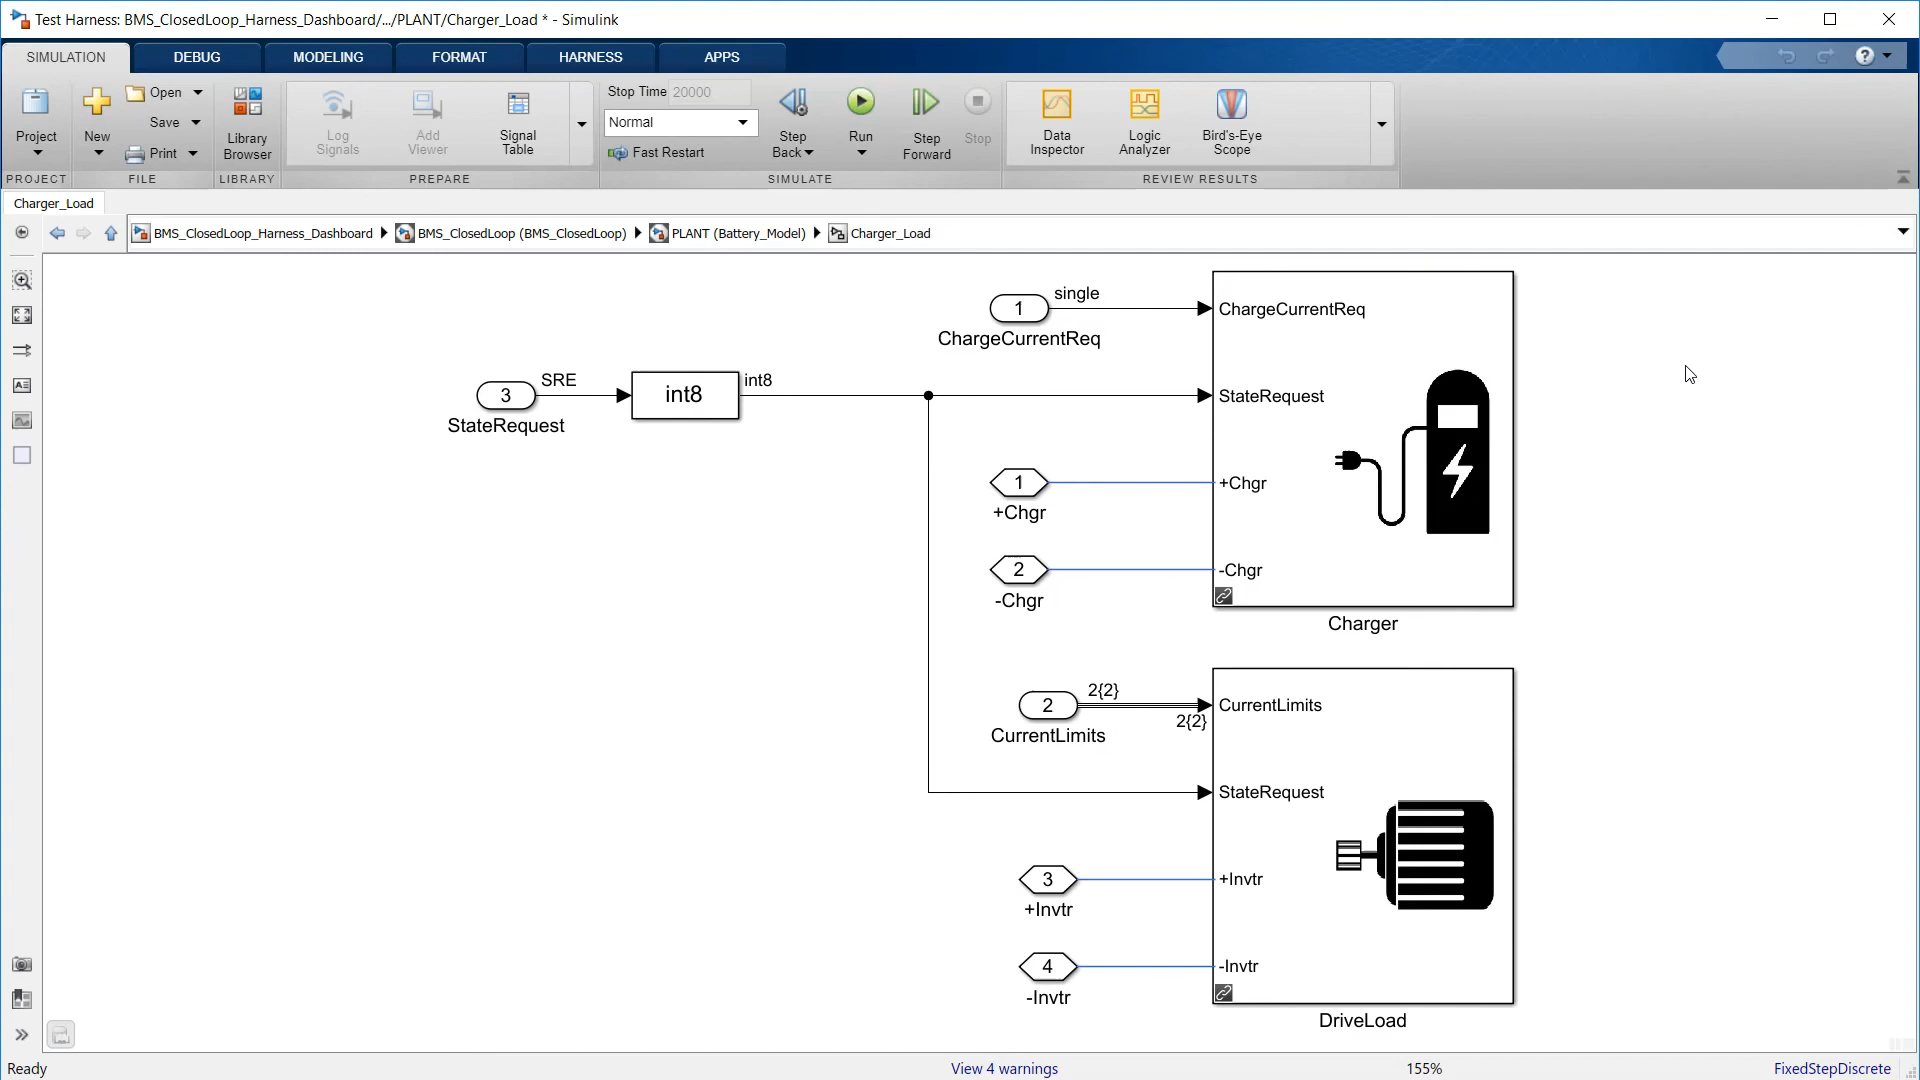 Test Harness: BMS_ClosedLoop_Harness_Dashboard/.../PLANT/Charger_Load * - Simulink
SIMULATION DEBUG MODELING FORMAT HARNESS APPS
Project
New
Open
Save
Print
Library
Browser
Log
Signals
Add
Viewer
Signal
Table
Stop Time 20000
Normal
Fast Restart
Step
Back
Run
Step
Forward
Stop
Data
Inspector
Logic
Analyzer
Bird's-Eye
Scope
PROJECT FILE LIBRARY PREPARE SIMULATE REVIEW RESULTS
Charger_Load
BMS_ClosedLoop_Harness_Dashboard BMS_ClosedLoop (BMS_ClosedLoop) PLANT (Battery_Model) Charger_Load
1 single ChargeCurrentReq
ChargeCurrentReq
3 SRE int8 int8 StateRequest
StateRequest
1 +Chgr
+Chgr
2 -Chgr
-Chgr
Charger
2 2{2} CurrentLimits
2{2}
CurrentLimits
StateRequest
3 +Invtr
+Invtr
4 -Invtr
-Invtr
DriveLoad
Ready View 4 warnings 155% FixedStepDiscrete